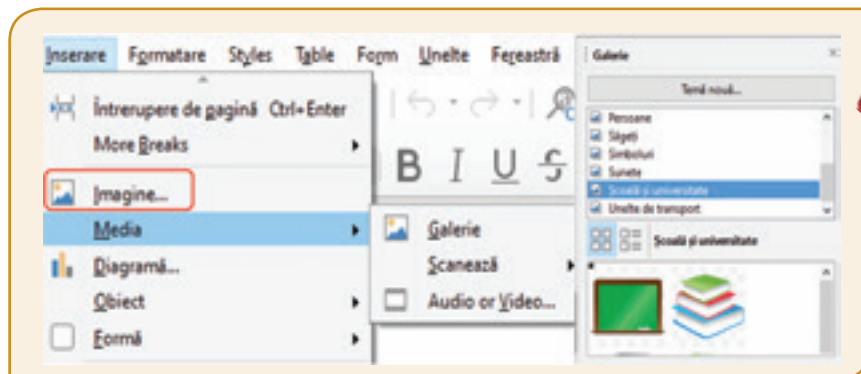 Inserare Formatare Styles Table Form Unelte Fereastră
Întrerupere de pagină Ctrl+Enter
More Breaks
Imagine...
Media
Diagramă...
Obiect
Formă
B I U S
Galerie
Scanează
Audio or Video...
Galerie
Temă nouă...
Persoane
Săgeți
Simboluri
Sunete
Școală și universitate
Unelte de transport
Școală și universitate